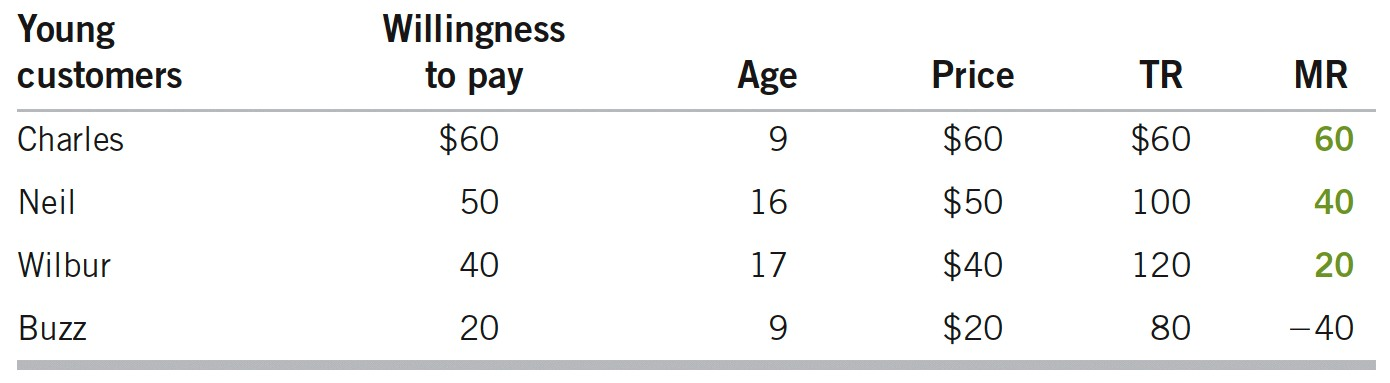 Young Willingness
customers to pay Age Price TR MR
Charles $60 9 $60 $60 60
Neil 50 16 $50 100 40
Wilbur 40 17 $40 120 20
Buzz 20 9 $20 80 –40